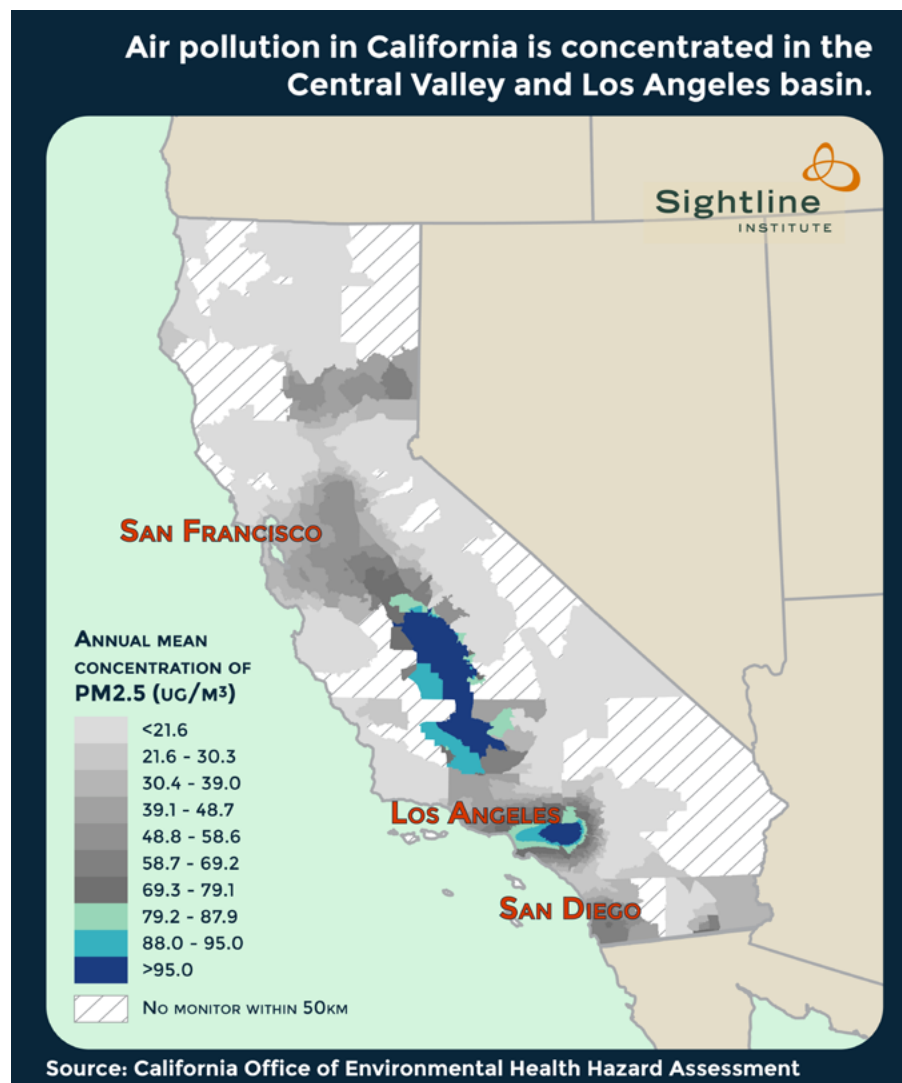 Air pollution in California is concentrated in the
Central Valley and Los Angeles basin.
Sightline
INSTITUTE
San Francisco
Annual mean
concentration of
PM2.5 (ug/m³)
<21.6
21.6 - 30.3
30.4 - 39.0
39.1 - 48.7
48.8 - 58.6
58.7 - 69.2
69.3 - 79.1
79.2 - 87.9
88.0 - 95.0
>95.0
No monitor within 50km
Los Angeles
San Diego
Source: California Office of Environmental Health Hazard Assessment